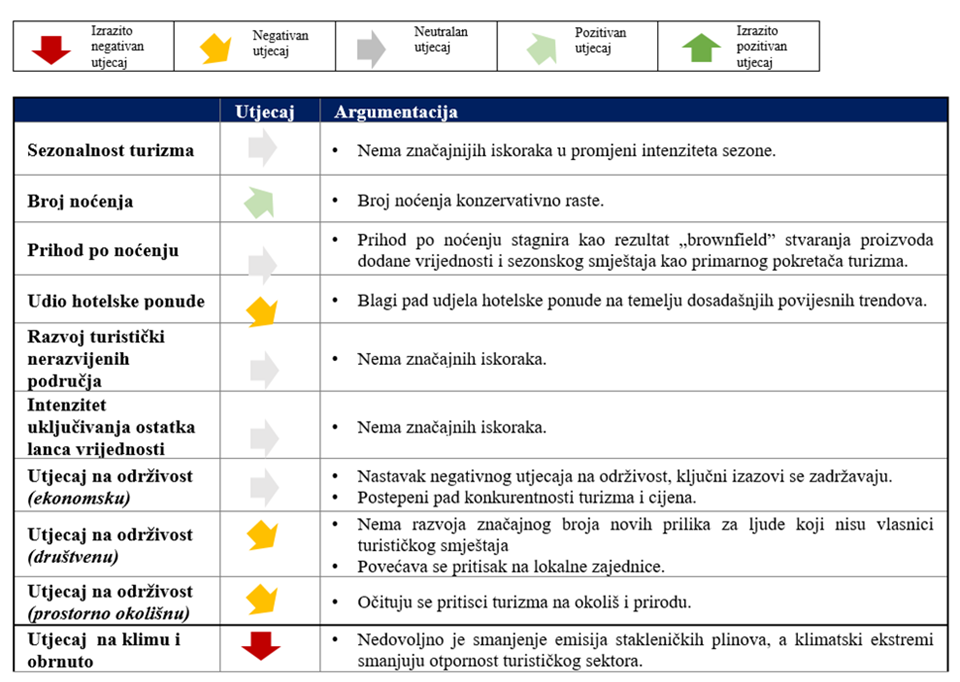 Izrazito
negativan
utjecaj
Negativan
utjecaj
Neutralan
utjecaj
Pozitivan
utjecaj
Izrazito
pozitivan
utjecaj
Utjecaj
Argumentacija
Sezonalnost turizma
• Nema značajnijih iskoraka u promjeni intenziteta sezone.
Broj noćenja
• Broj noćenja konzervativno raste.
Prihod po noćenju
• Prihod po noćenju stagnira kao rezultat „brownfield” stvaranja proizvoda
dodane vrijednosti i sezonskog smještaja kao primarnog pokretača turizma.
Udio hotelske ponude
• Blagi pad udjela hotelske ponude na temelju dosadašnjih povijesnih trendova.
Razvoj turistički
nerazvijenih
područja
• Nema značajnih iskoraka.
Intenzitet
uključivanja ostatka
lanca vrijednosti
• Nema značajnih iskoraka.
Utjecaj na održivost
(ekonomsku)
• Nastavak negativnog utjecaja na održivost, ključni izazovi se zadržavaju.
• Postepeni pad konkurentnosti turizma i cijena.
Utjecaj na održivost
(društvenu)
• Nema razvoja značajnog broja novih prilika za ljude koji nisu vlasnici
turističkog smještaja
• Povećava se pritisak na lokalne zajednice.
Utjecaj na održivost
(prostorno okolišnu)
• Očituju se pritisci turizma na okoliš i prirodu.
Utjecaj na klimu i
obrnuto
• Nedovoljno je smanjenje emisija stakleničkih plinova, a klimatski ekstremi
smanjuju otpornost turističkog sektora.